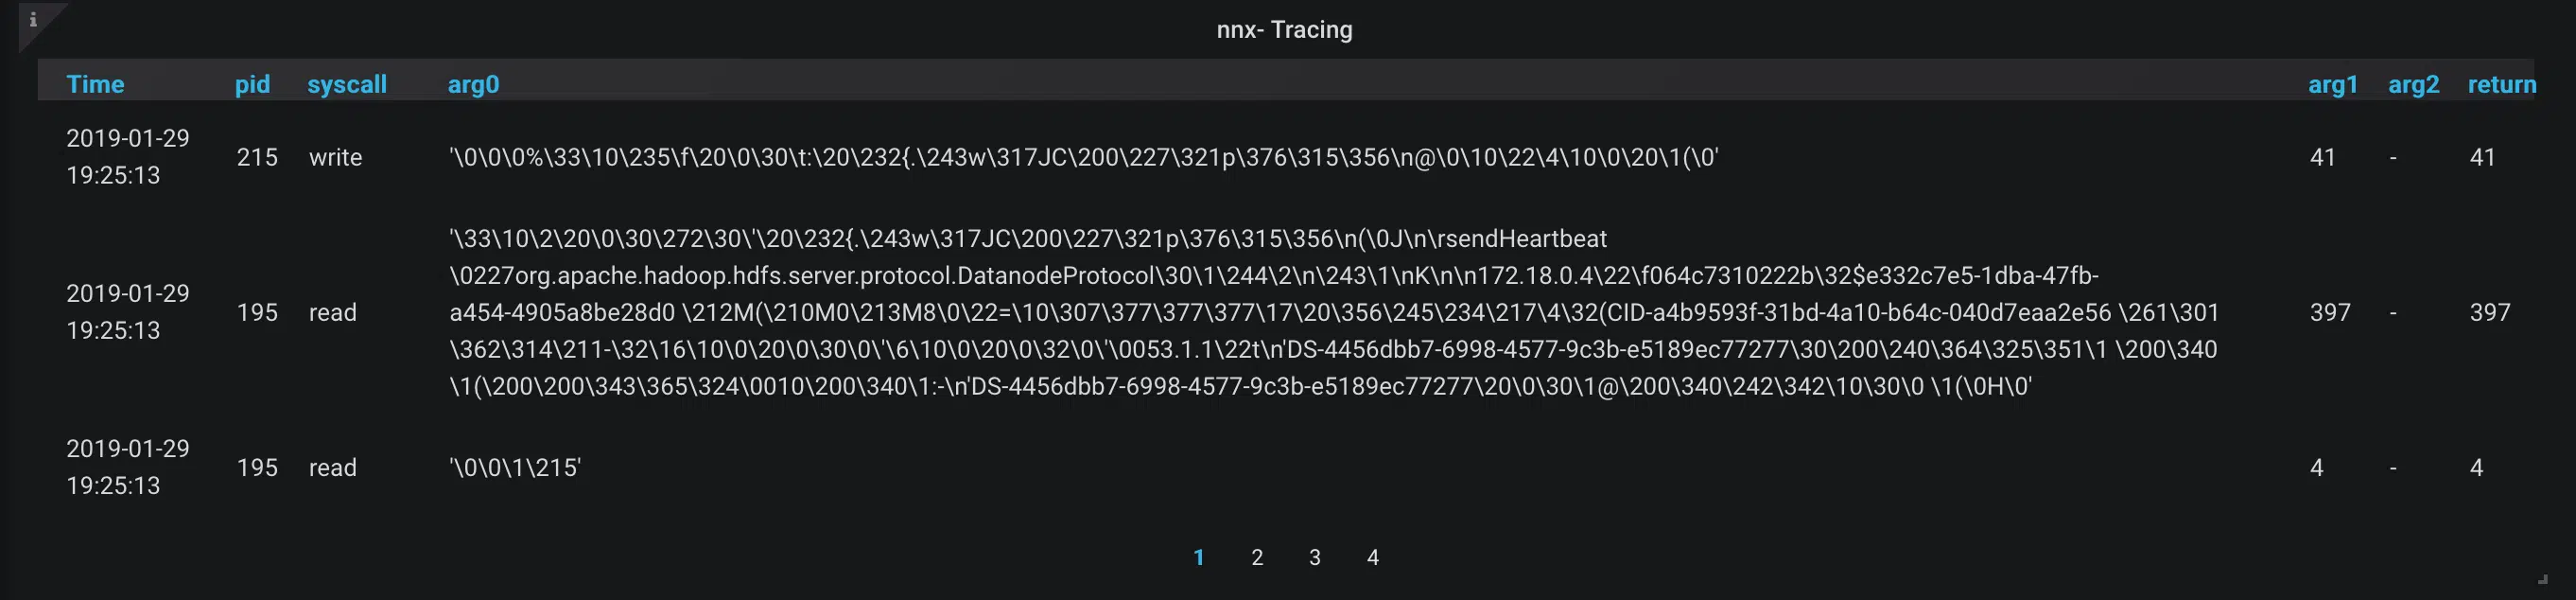 nnx- Tracing
Time pid syscall arg0 arg1 arg2 return
2019-01-29
19:25:13
215 write '\0\0\0%\33\10\235\f\20\0\30\t:\20\232{.\243w\317JC\200\227\321p\376\315\356\n@\0\10\22\4\10\0\20\1(\0' 41 - 41
2019-01-29
19:25:13
195 read
'\33\10\2\20\0\30\272\30\'\20\232{.\243w\317JC\200\227\321p\376\315\356\n(\0J\n\rsendHeartbeat
\0227org.apache.hadoop.hdfs.server.protocol.DatanodeProtocol\30\1\244\2\n\243\1\nK\n\n172.18.0.4\22\f064c7310222b\32$e332c7e5-1dba-47fb-
a454-4905a8be28d0 \212M(\210M0\213M8\0\22=\10\307\377\377\377\17\20\356\245\234\217\4\32(CID-a4b9593f-31bd-4a10-b64c-040d7eaa2e56 \261\301
\362\314\211-\32\16\10\0\20\0\30\0\'\6\10\0\20\0\32\0\'\0053.1.1\22t\n'DS-4456dbb7-6998-4577-9c3b-e5189ec77277\30\200\240\364\325\351\1 \200\340
\1(\200\200\343\365\324\0010\200\340\1:-\n'DS-4456dbb7-6998-4577-9c3b-e5189ec77277\20\0\30\1@\200\340\242\342\10\30\0 \1(\0H\0'
397 - 397
2019-01-29
19:25:13
195 read '\0\0\1\215' 4 - 4
1 2 3 4